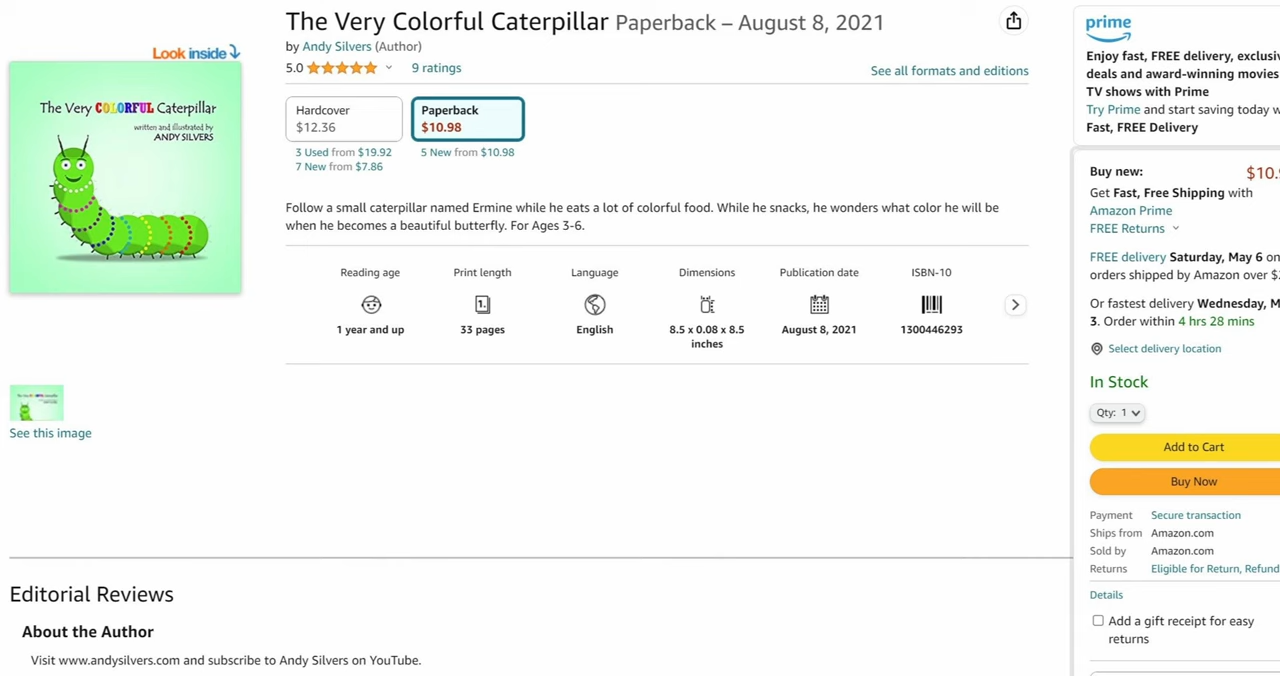 The Very Colorful Caterpillar Paperback – August 8, 2021
by Andy Silvers (Author)
5.0 9 ratings
See all formats and editions
Look inside
The Very COLORFUL Caterpillar
written and illustrated by
ANDY SILVERS
Hardcover
$12.36
Paperback
$10.98
3 Used from $19.92
7 New from $7.86
5 New from $10.98
Follow a small caterpillar named Ermine while he eats a lot of colorful food. While he snacks, he wonders what color he will be
when he becomes a beautiful butterfly. For Ages 3-6.
Reading age
1 year and up
Print length
1.
33 pages
Language
English
Dimensions
8.5 x 0.08 x 8.5
inches
Publication date
August 8, 2021
ISBN-10
1300446293
See this image
Editorial Reviews
About the Author
Visit www.andysilvers.com and subscribe to Andy Silvers on YouTube.
prime
Enjoy fast, FREE delivery,
deals and award-winning movies
TV shows with Prime
Try Prime and start saving today
Fast, FREE Delivery
Buy new:
Get Fast, Free Shipping with
Amazon Prime
FREE Returns
FREE delivery Saturday, May 6 on
orders shipped by Amazon over
Or fastest delivery Wednesday,
3. Order within 4 hrs 28 mins
Select delivery location
In Stock
Qty: 1
Add to Cart
Buy Now
Payment Secure transaction
Ships from Amazon.com
Sold by Amazon.com
Returns Eligible for Return, Refund
Details
Add a gift receipt for easy
returns